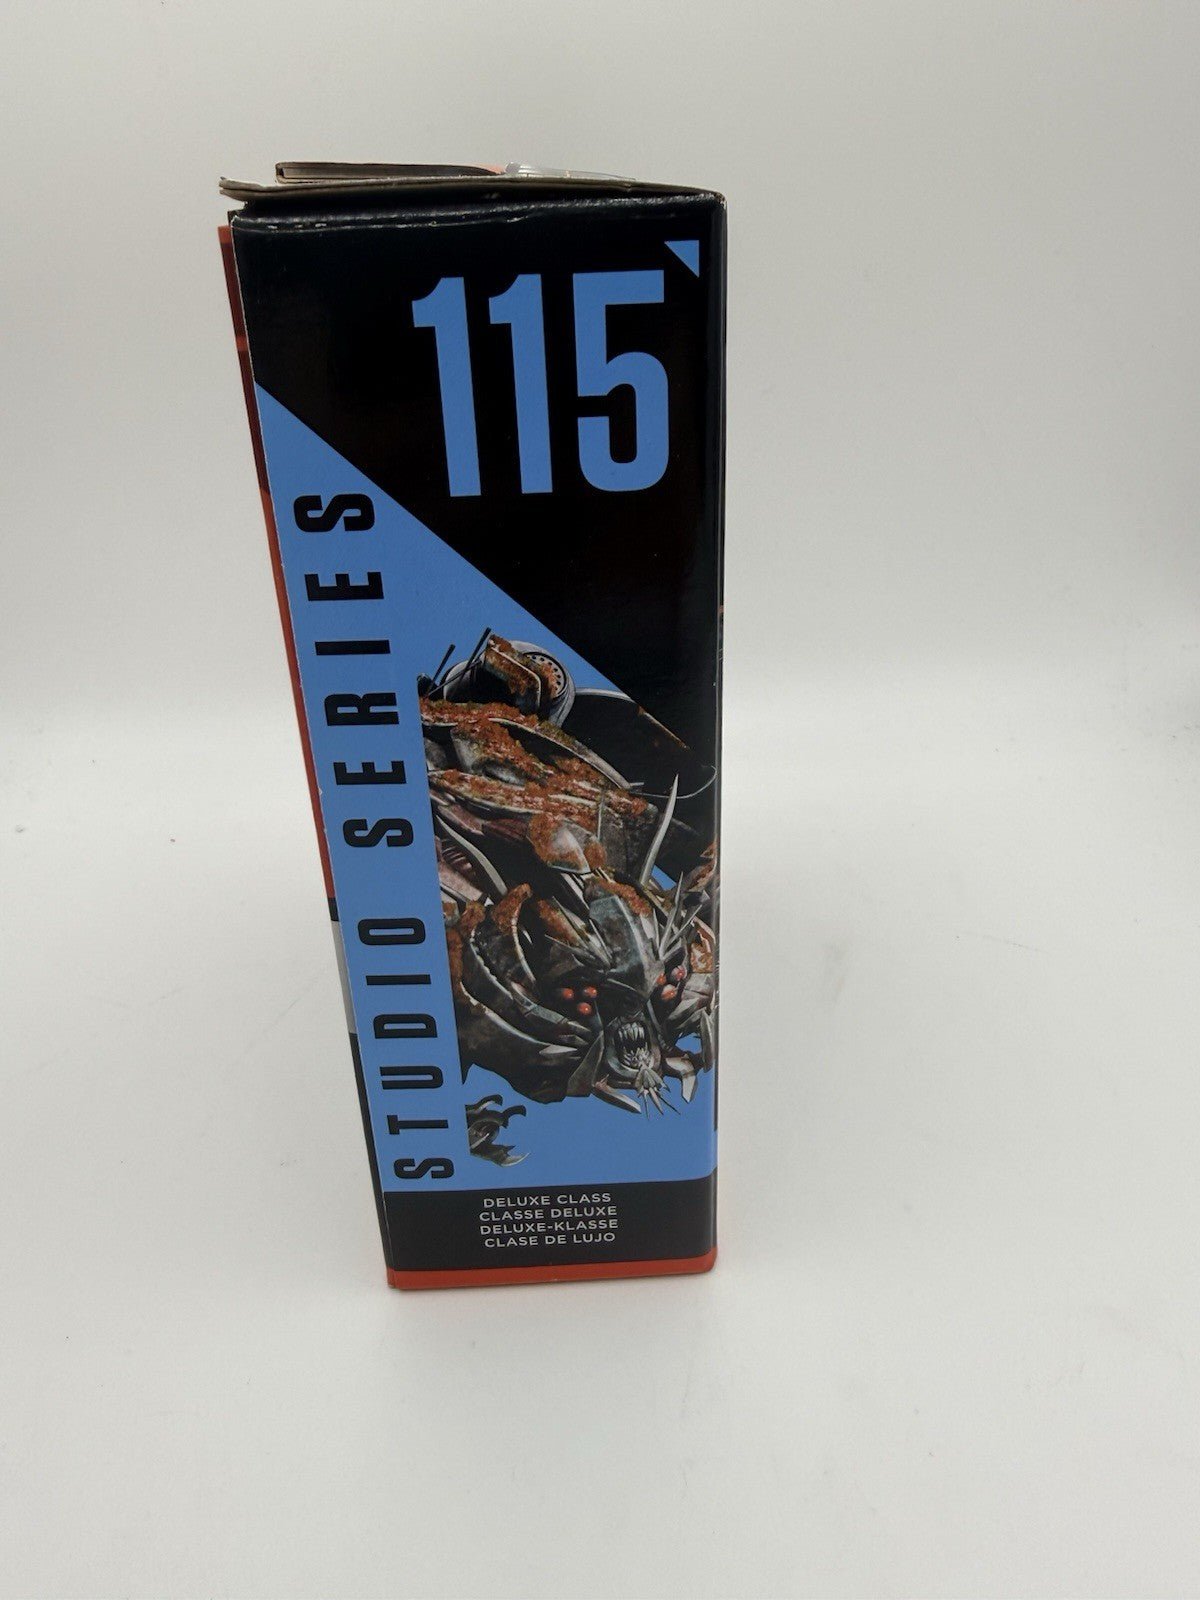 115
STUDIO SERIES
DELUXE CLASS
CLASSE DELUXE
DELUXE-KLASSE
CLASE DE LUJO